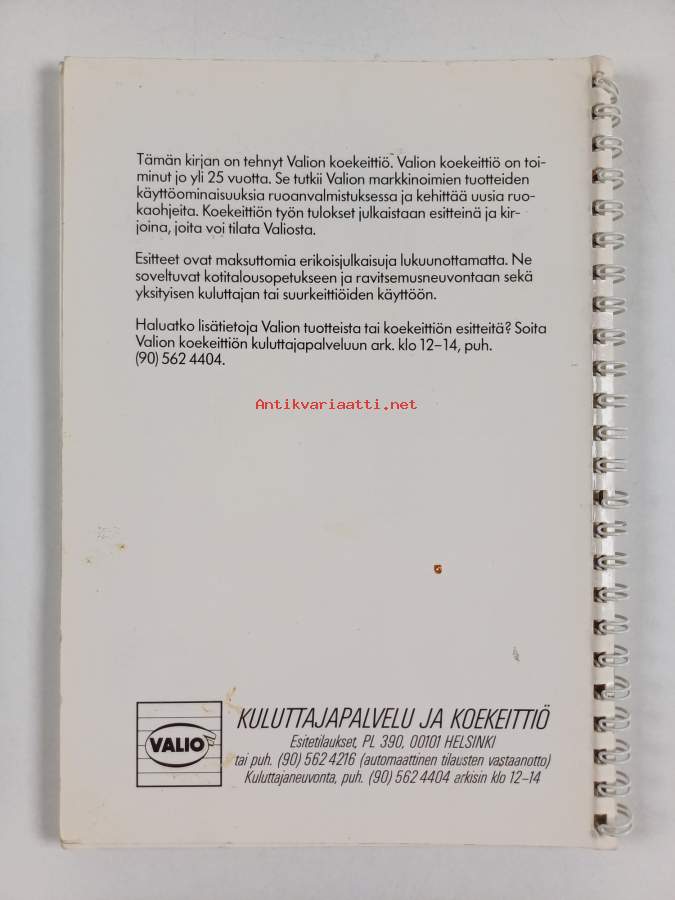 Tämän kirjan on tehnyt Valion koekeittiö. Valion koekeittiö on toi-
minut jo yli 25 vuotta. Se tutkii Valion markkinoimien tuotteiden
käyttöominaisuuksia ruoanvalmistuksessa ja kehittää uusia ruo-
kaohjeita. Koekeittiön työn tulokset julkaistaan esitteinä ja kir-
joina, joita voi tilata Valiosta.
Esitteet ovat maksuttomia erikoisjulkaisuja lukuunottamatta. Ne
soveltuvat kotitalousopetukseen ja ravitsemusneuvontaan sekä
yksityisen kuluttajan tai suurkeittiöiden käyttöön.
Haluatko lisätietoja Valion tuotteista tai koekeittiön esitteitä? Soita
Valion koekeittiön kuluttajapalveluun ark. klo 12–14, puh.
(90) 562 4404.
Antikvariaatti.net
VALIO
KULUTTAJAPALVELU JA KOEKEITTIÖ
Esitetilaukset, PL 390, 00101 HELSINKI
tai puh. (90) 562 4216 (automaattinen tilausten vastaanotto)
Kuluttajaneuvonta, puh. (90) 562 4404 arkisin klo 12–14